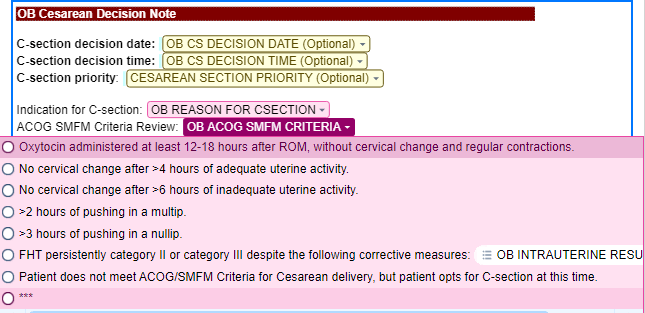 OB Cesarean Decision Note
C-section decision date: OB CS DECISION DATE (Optional)
C-section decision time: OB CS DECISION TIME (Optional)
C-section priority: CESAREAN SECTION PRIORITY (Optional)
Indication for C-section: OB REASON FOR CSECTION
ACOG SMFM Criteria Review: OB ACOG SMFM CRITERIA
Oxytocin administered at least 12-18 hours after ROM, without cervical change and regular contractions.
No cervical change after >4 hours of adequate uterine activity.
No cervical change after >6 hours of inadequate uterine activity.
>2 hours of pushing in a multip.
>3 hours of pushing in a nullip.
FHT persistently category II or category III despite the following corrective measures: OB INTRAUTERINE RESU
Patient does not meet ACOG/SMFM Criteria for Cesarean delivery, but patient opts for C-section at this time.
***